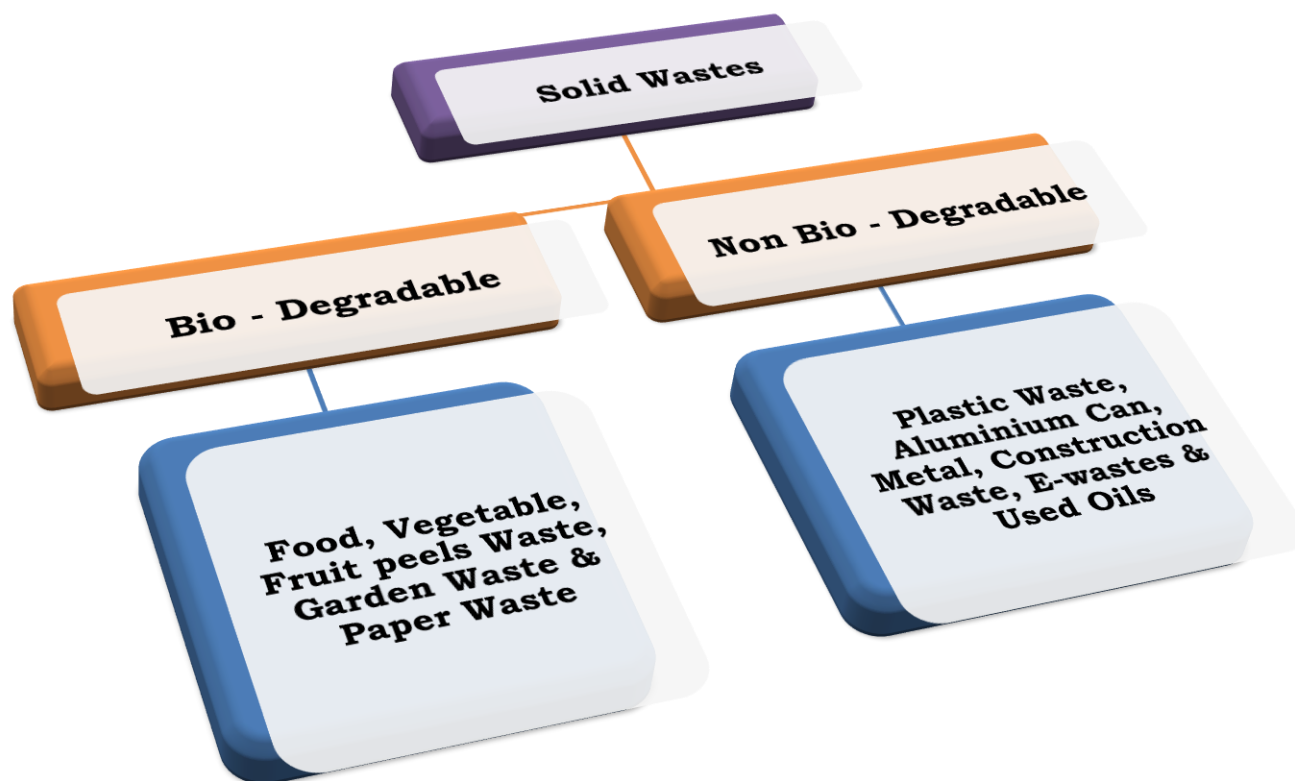 Solid Wastes
Bio - Degradable
Non Bio - Degradable
Food, Vegetable,
Fruit peels Waste,
Garden Waste &
Paper Waste
Plastic Waste,
Aluminium Can,
Metal, Construction
Waste, E-wastes &
Used Oils